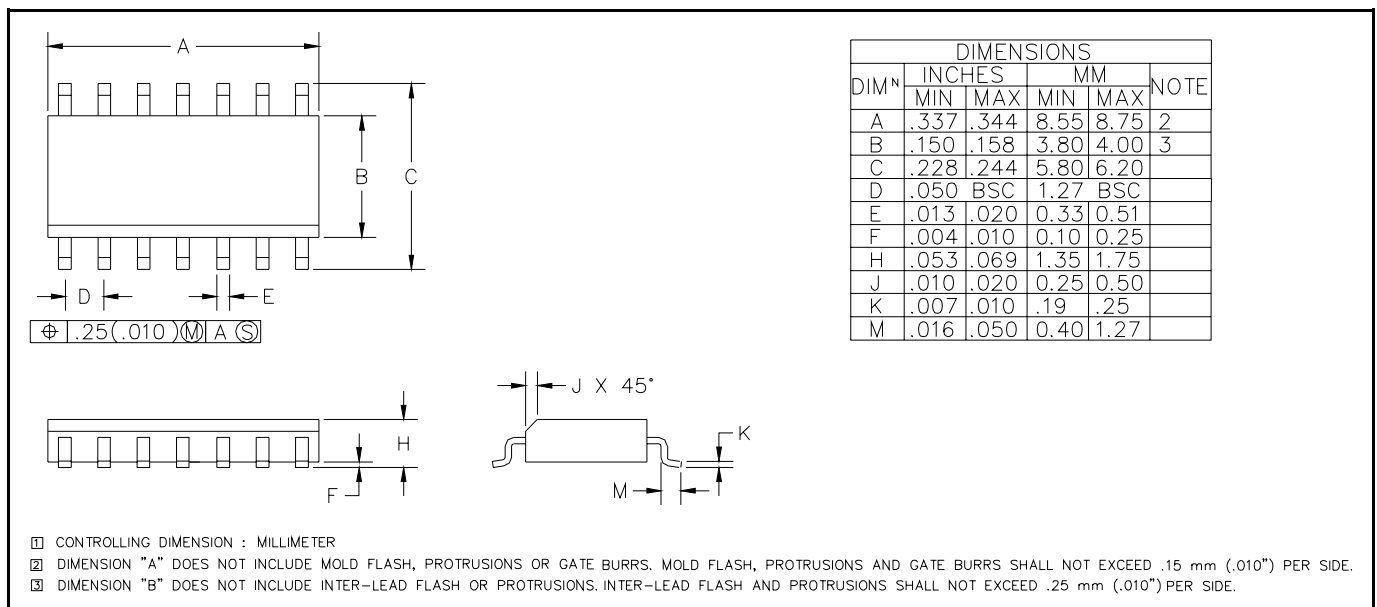 A
B
C
D
E
⌖ .25(.010)Ⓜ A Ⓢ
DIMENSIONS
DIMᴺ INCHES MM NOTE
MIN MAX MIN MAX
A .337 .344 8.55 8.75 2
B .150 .158 3.80 4.00 3
C .228 .244 5.80 6.20
D .050 BSC 1.27 BSC
E .013 .020 0.33 0.51
F .004 .010 0.10 0.25
H .053 .069 1.35 1.75
J .010 .020 0.25 0.50
K .007 .010 .19 .25
M .016 .050 0.40 1.27
H
F
J X 45°
K
M
1 CONTROLLING DIMENSION : MILLIMETER
2 DIMENSION "A" DOES NOT INCLUDE MOLD FLASH, PROTRUSIONS OR GATE BURRS. MOLD FLASH, PROTRUSIONS AND GATE BURRS SHALL NOT EXCEED .15 mm (.010") PER SIDE.
3 DIMENSION "B" DOES NOT INCLUDE INTER-LEAD FLASH OR PROTRUSIONS. INTER-LEAD FLASH AND PROTRUSIONS SHALL NOT EXCEED .25 mm (.010") PER SIDE.